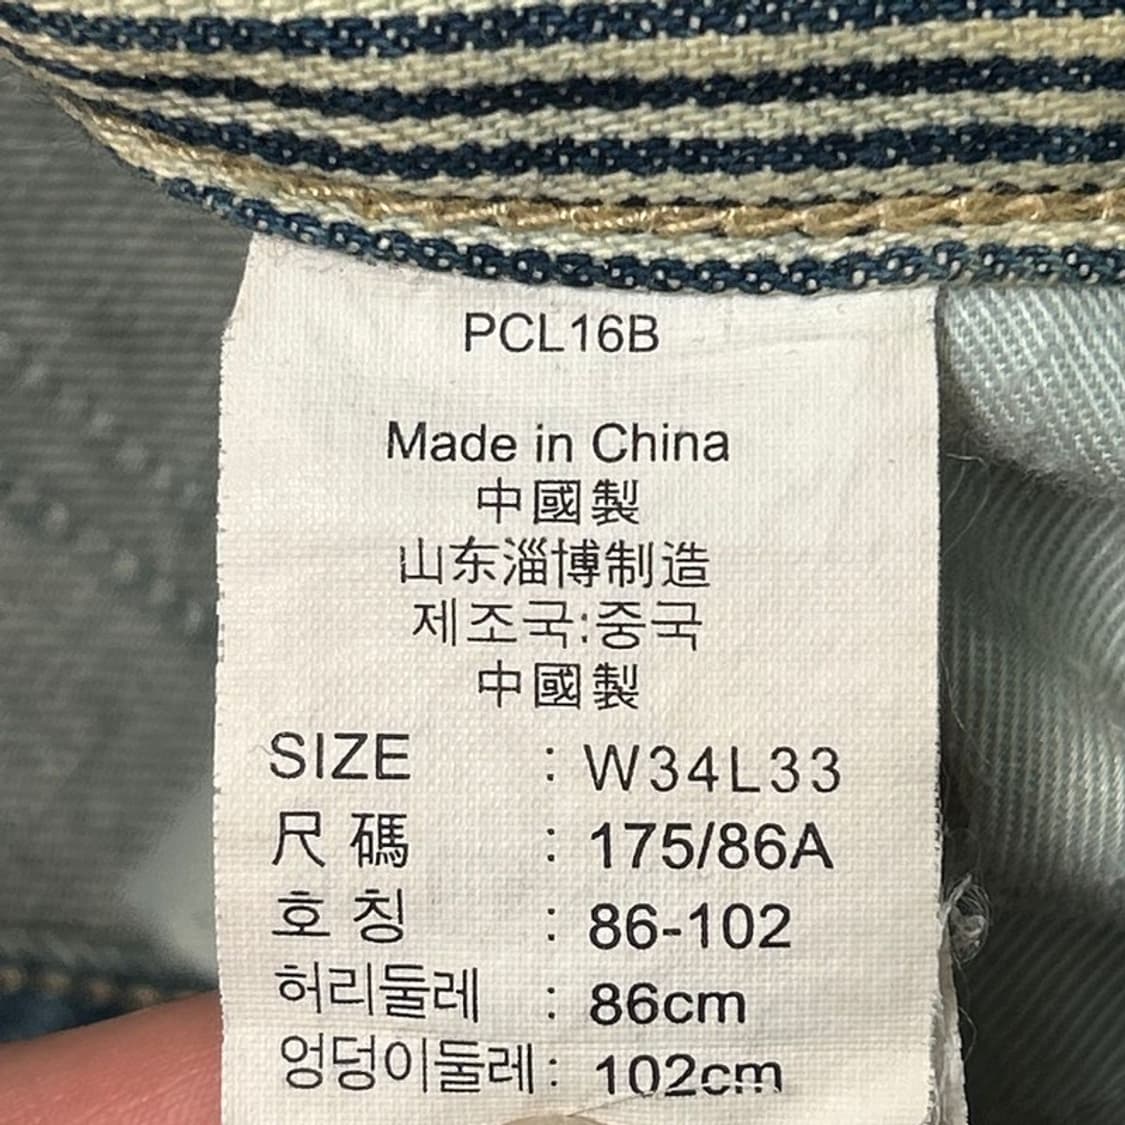 PCL16B
Made in China
中國製
山东淄博制造
제조국:중국
中國製
SIZE : W34L33
尺 碼 : 175/86A
호 칭 : 86-102
허리둘레 : 86cm
엉덩이둘레: 102cm